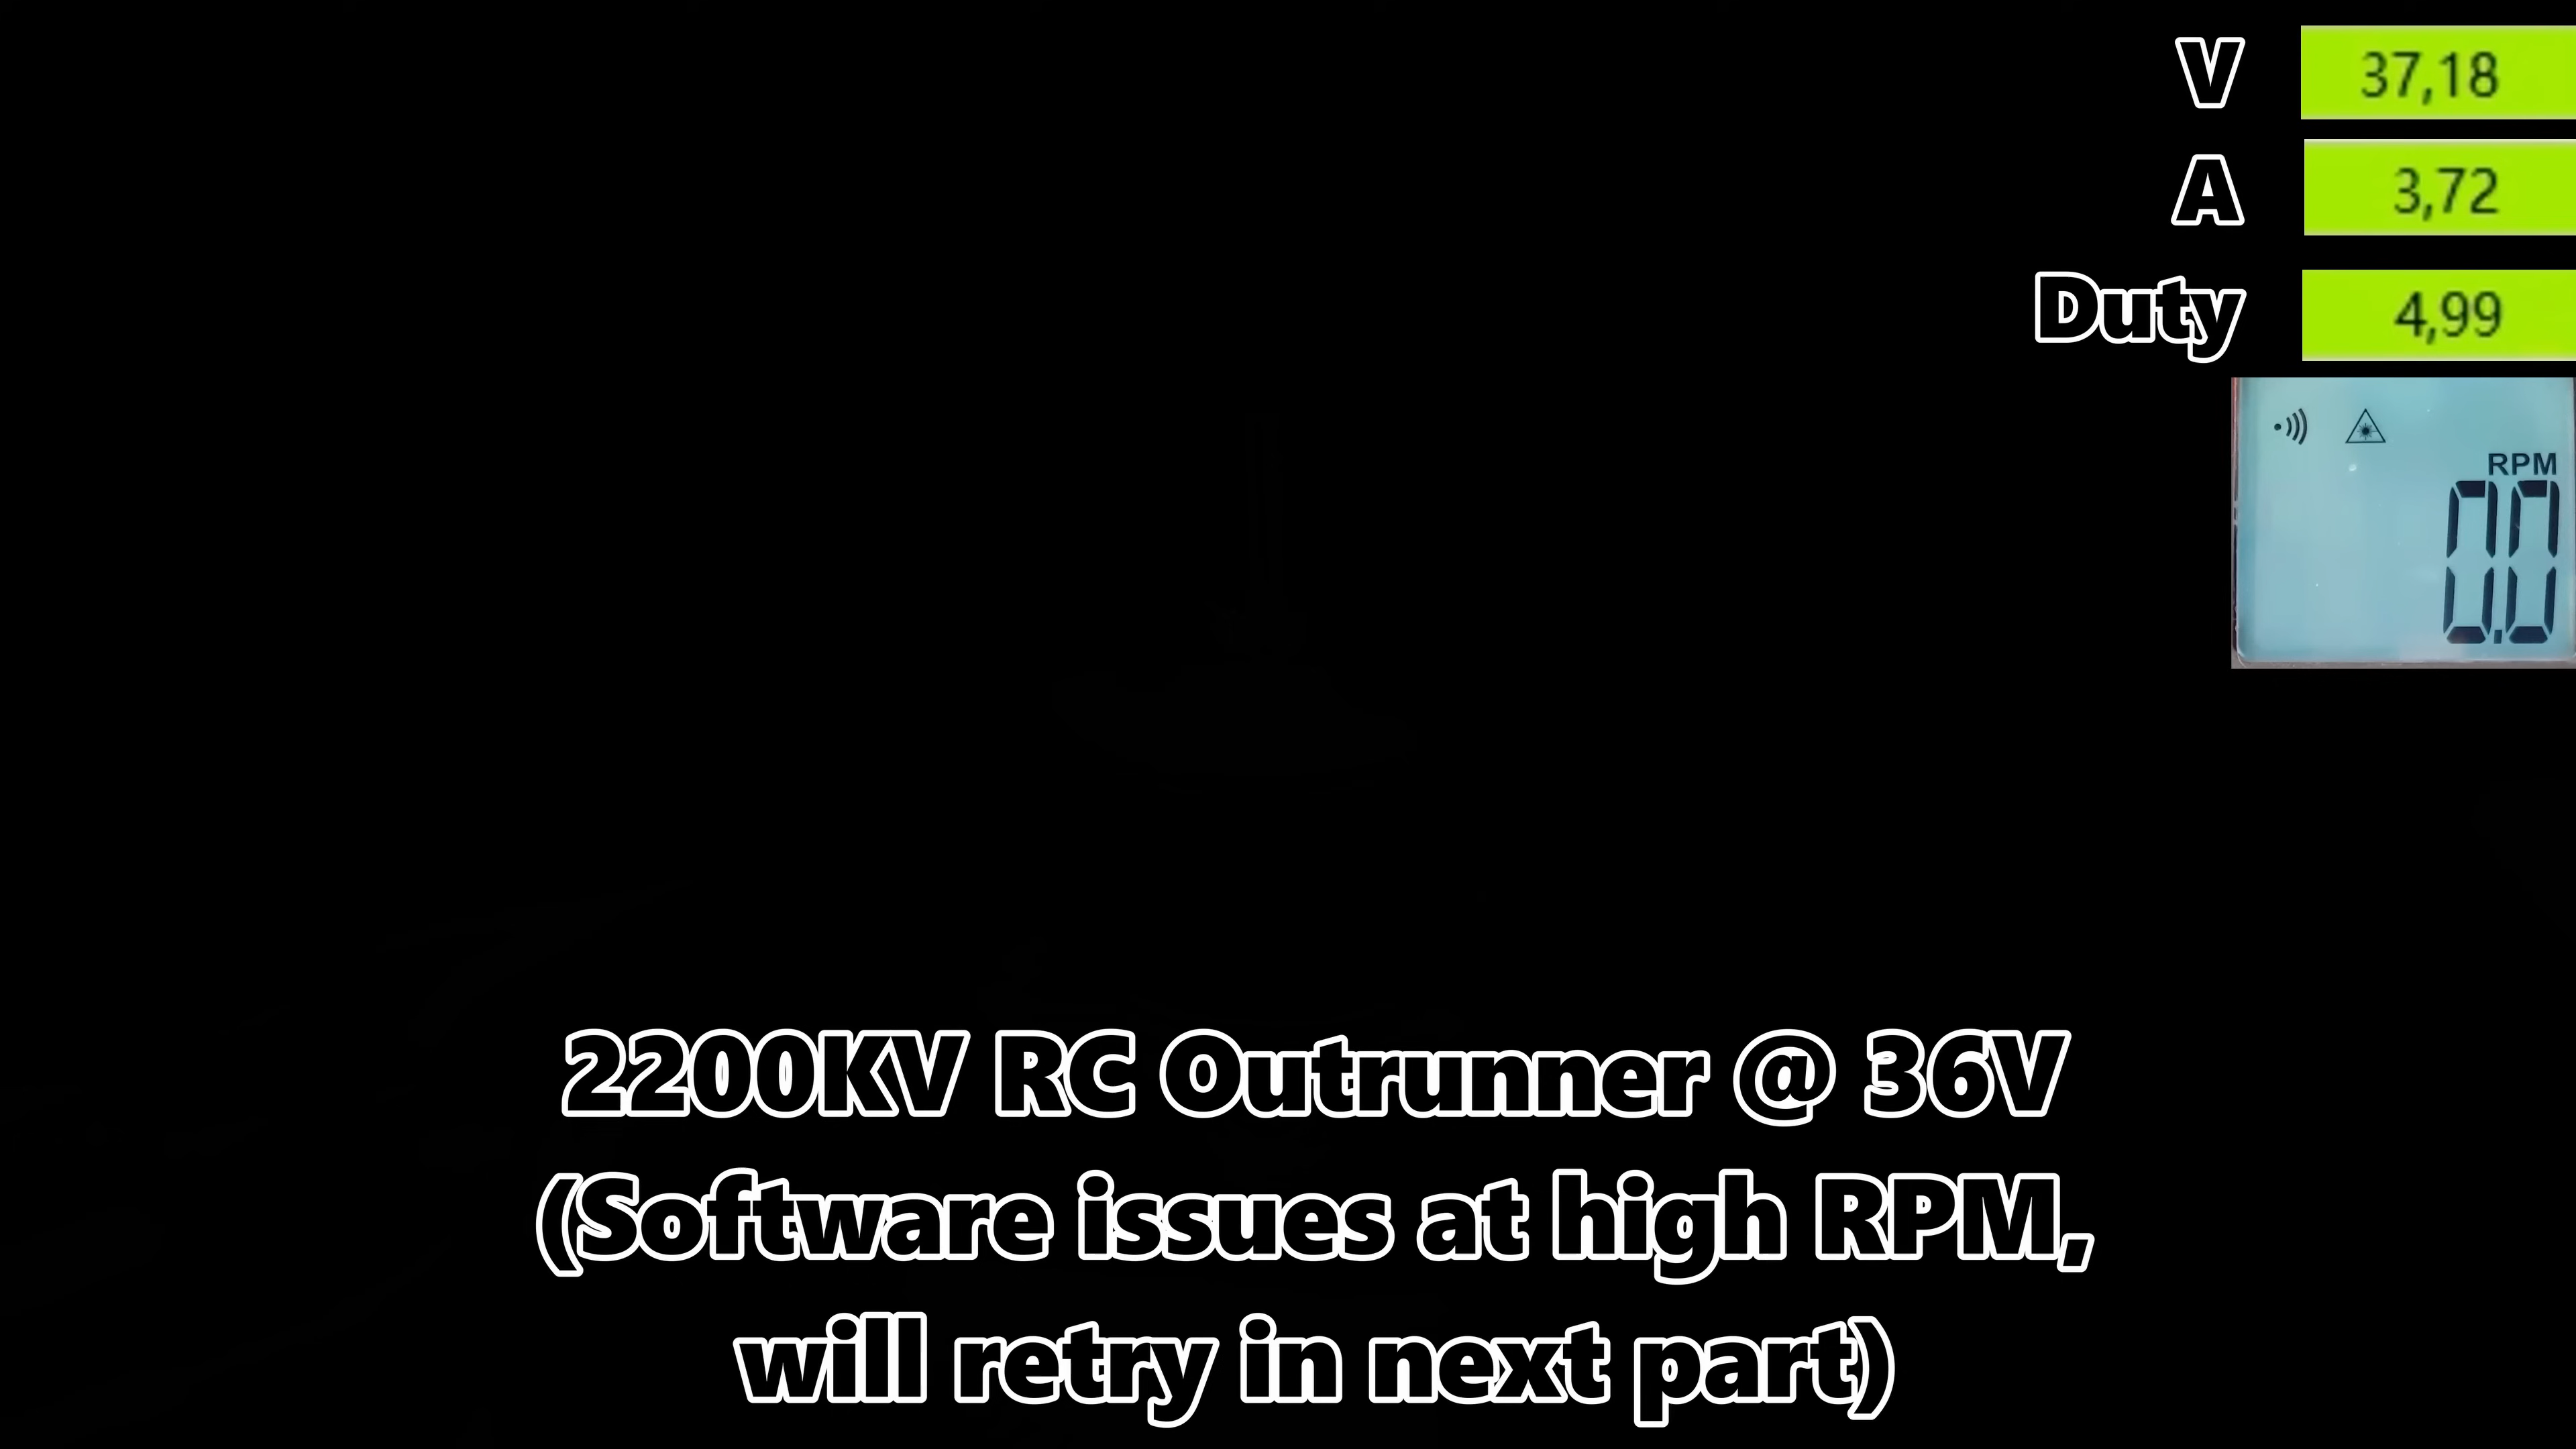 V 37,18
A 3,72
Duty 4,99
RPM
0.0
2200KV RC Outrunner @ 36V
(Software issues at high RPM,
will retry in next part)